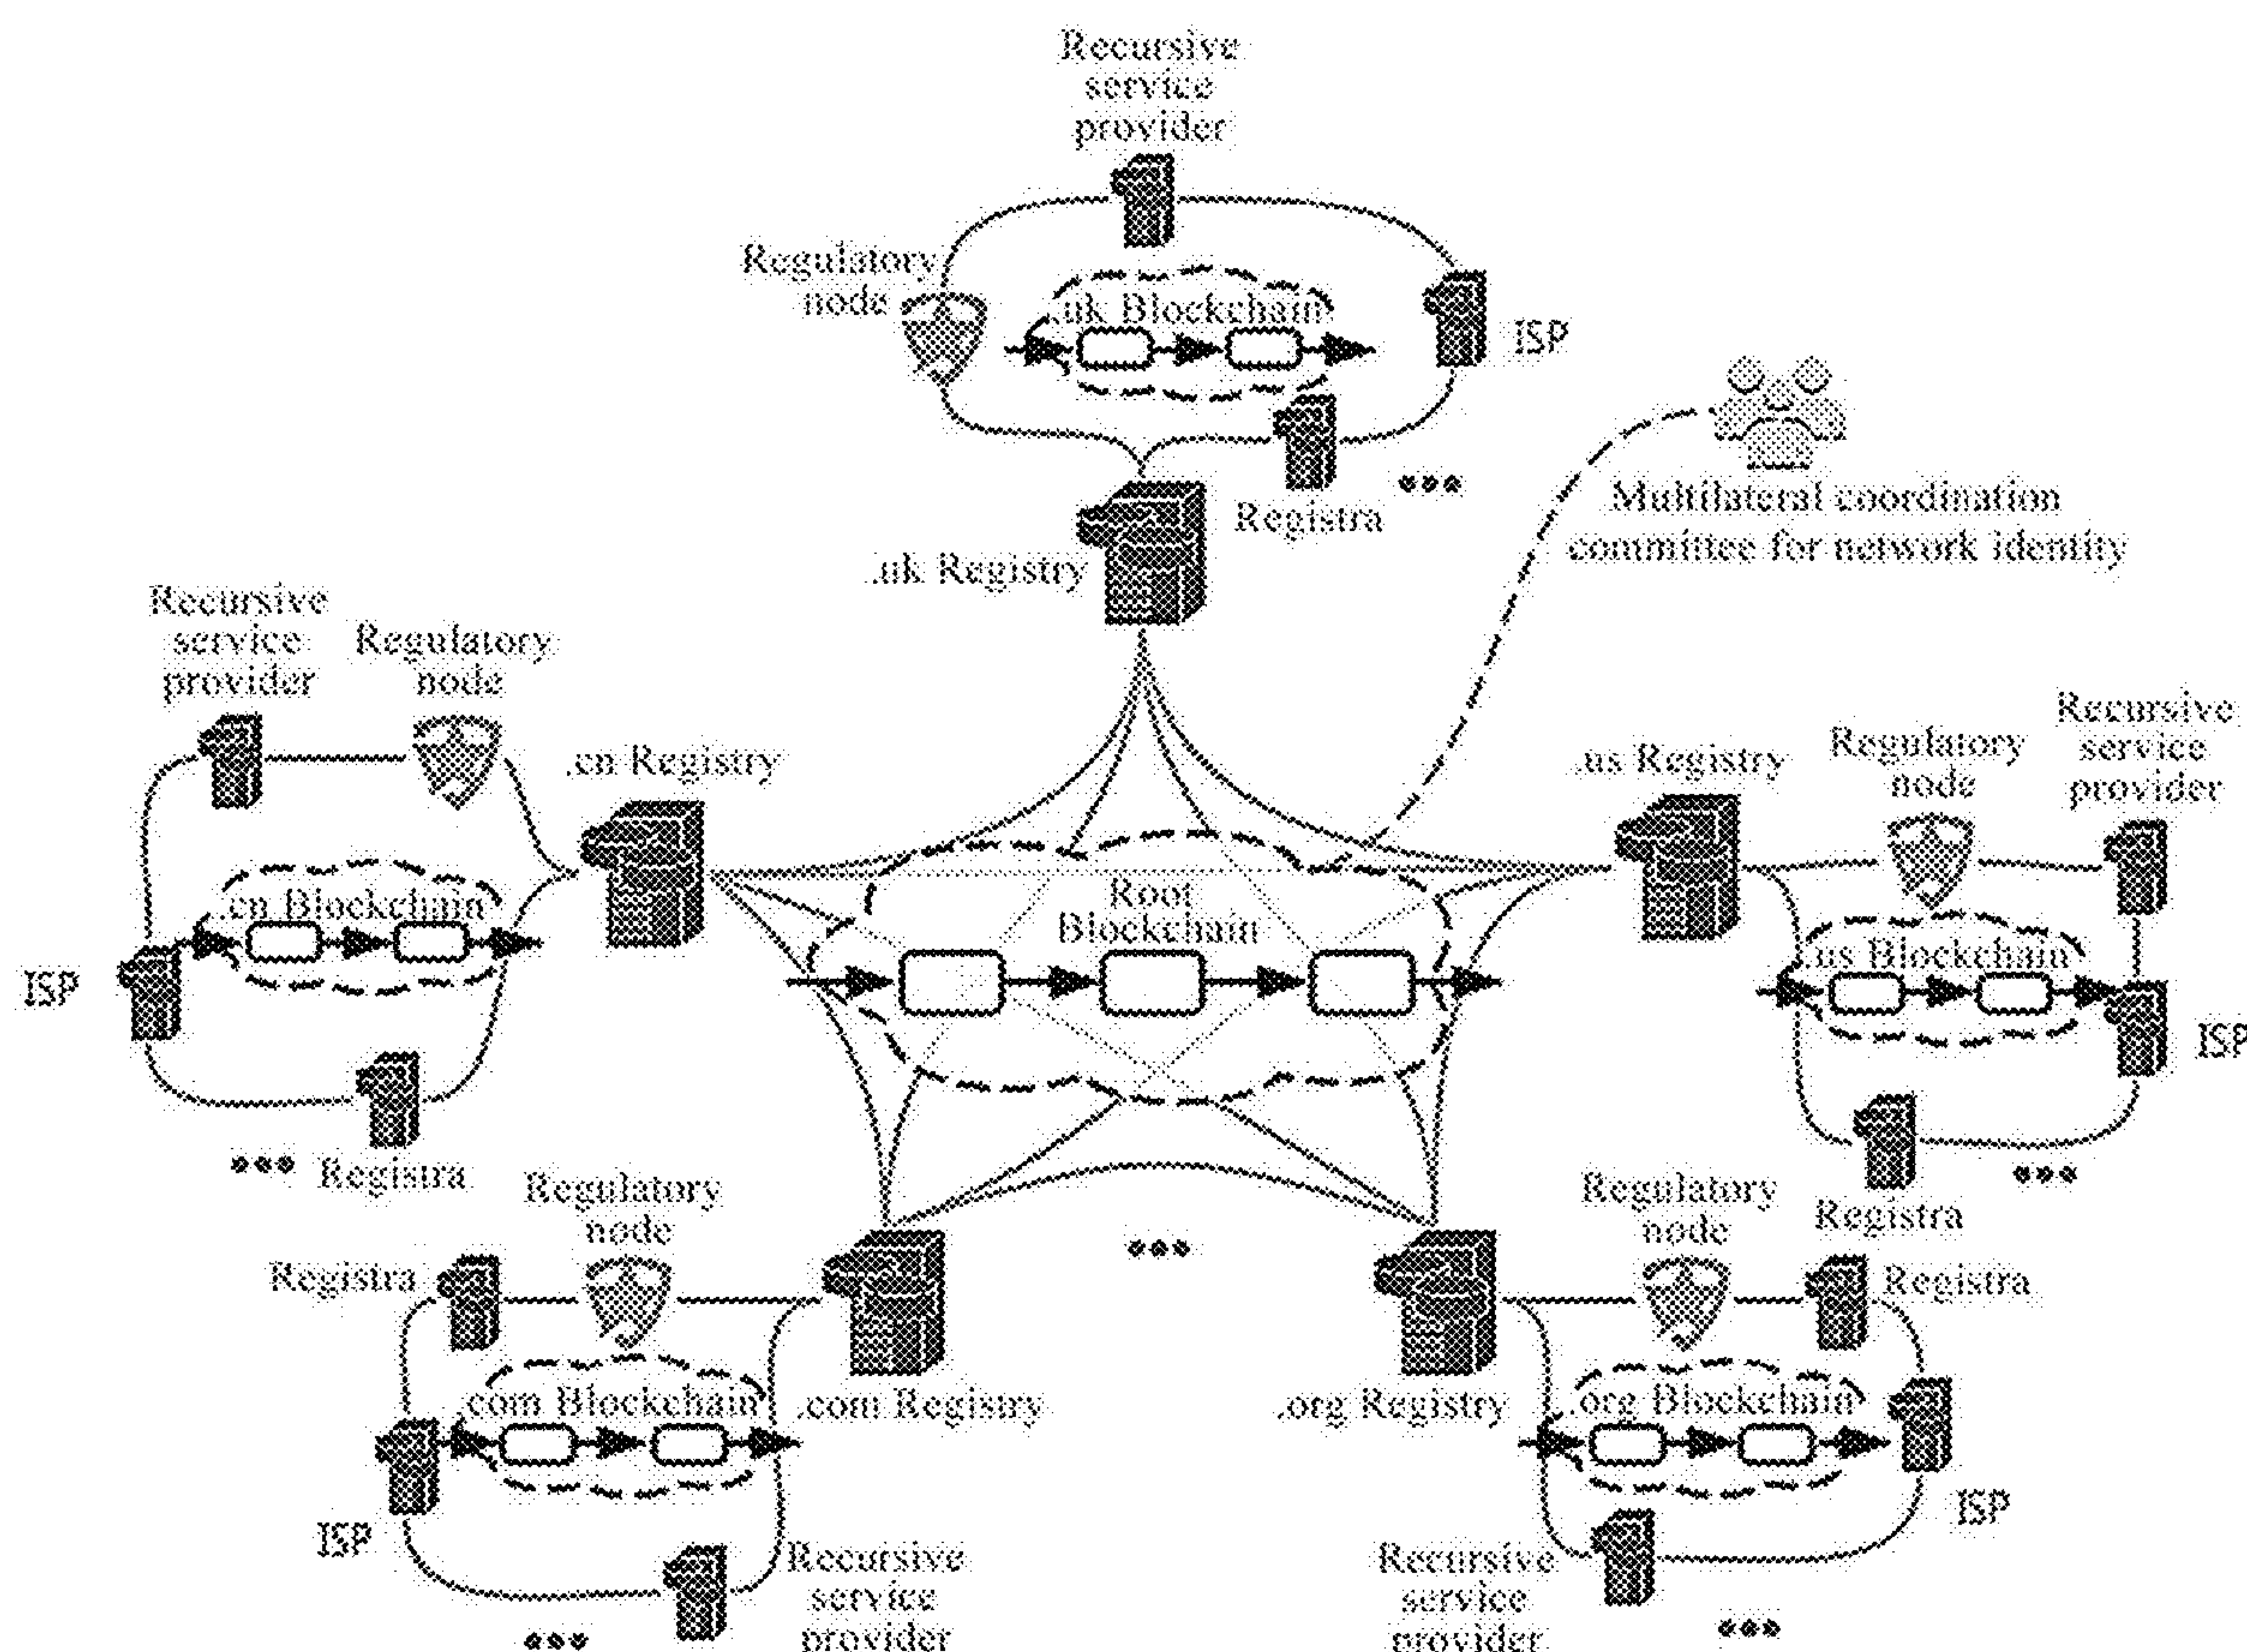 Recursive
service
provider
Regulatory
node
.uk Blockchain
ISP
Registra
.uk Registry
Multilateral coordination
committee for network identity
Recursive
service
provider
Regulatory
node
.cn Registry
.cn Blockchain
ISP
Registra
.us Registry
Regulatory
node
Recursive
service
provider
.us Blockchain
ISP
Registra
Root
Blockchain
Regulatory
node
Registra
.com Blockchain
.com Registry
ISP
Recursive
service
provider
Regulatory
node
Registra
.org Registry
.org Blockchain
ISP
Recursive
service
provider